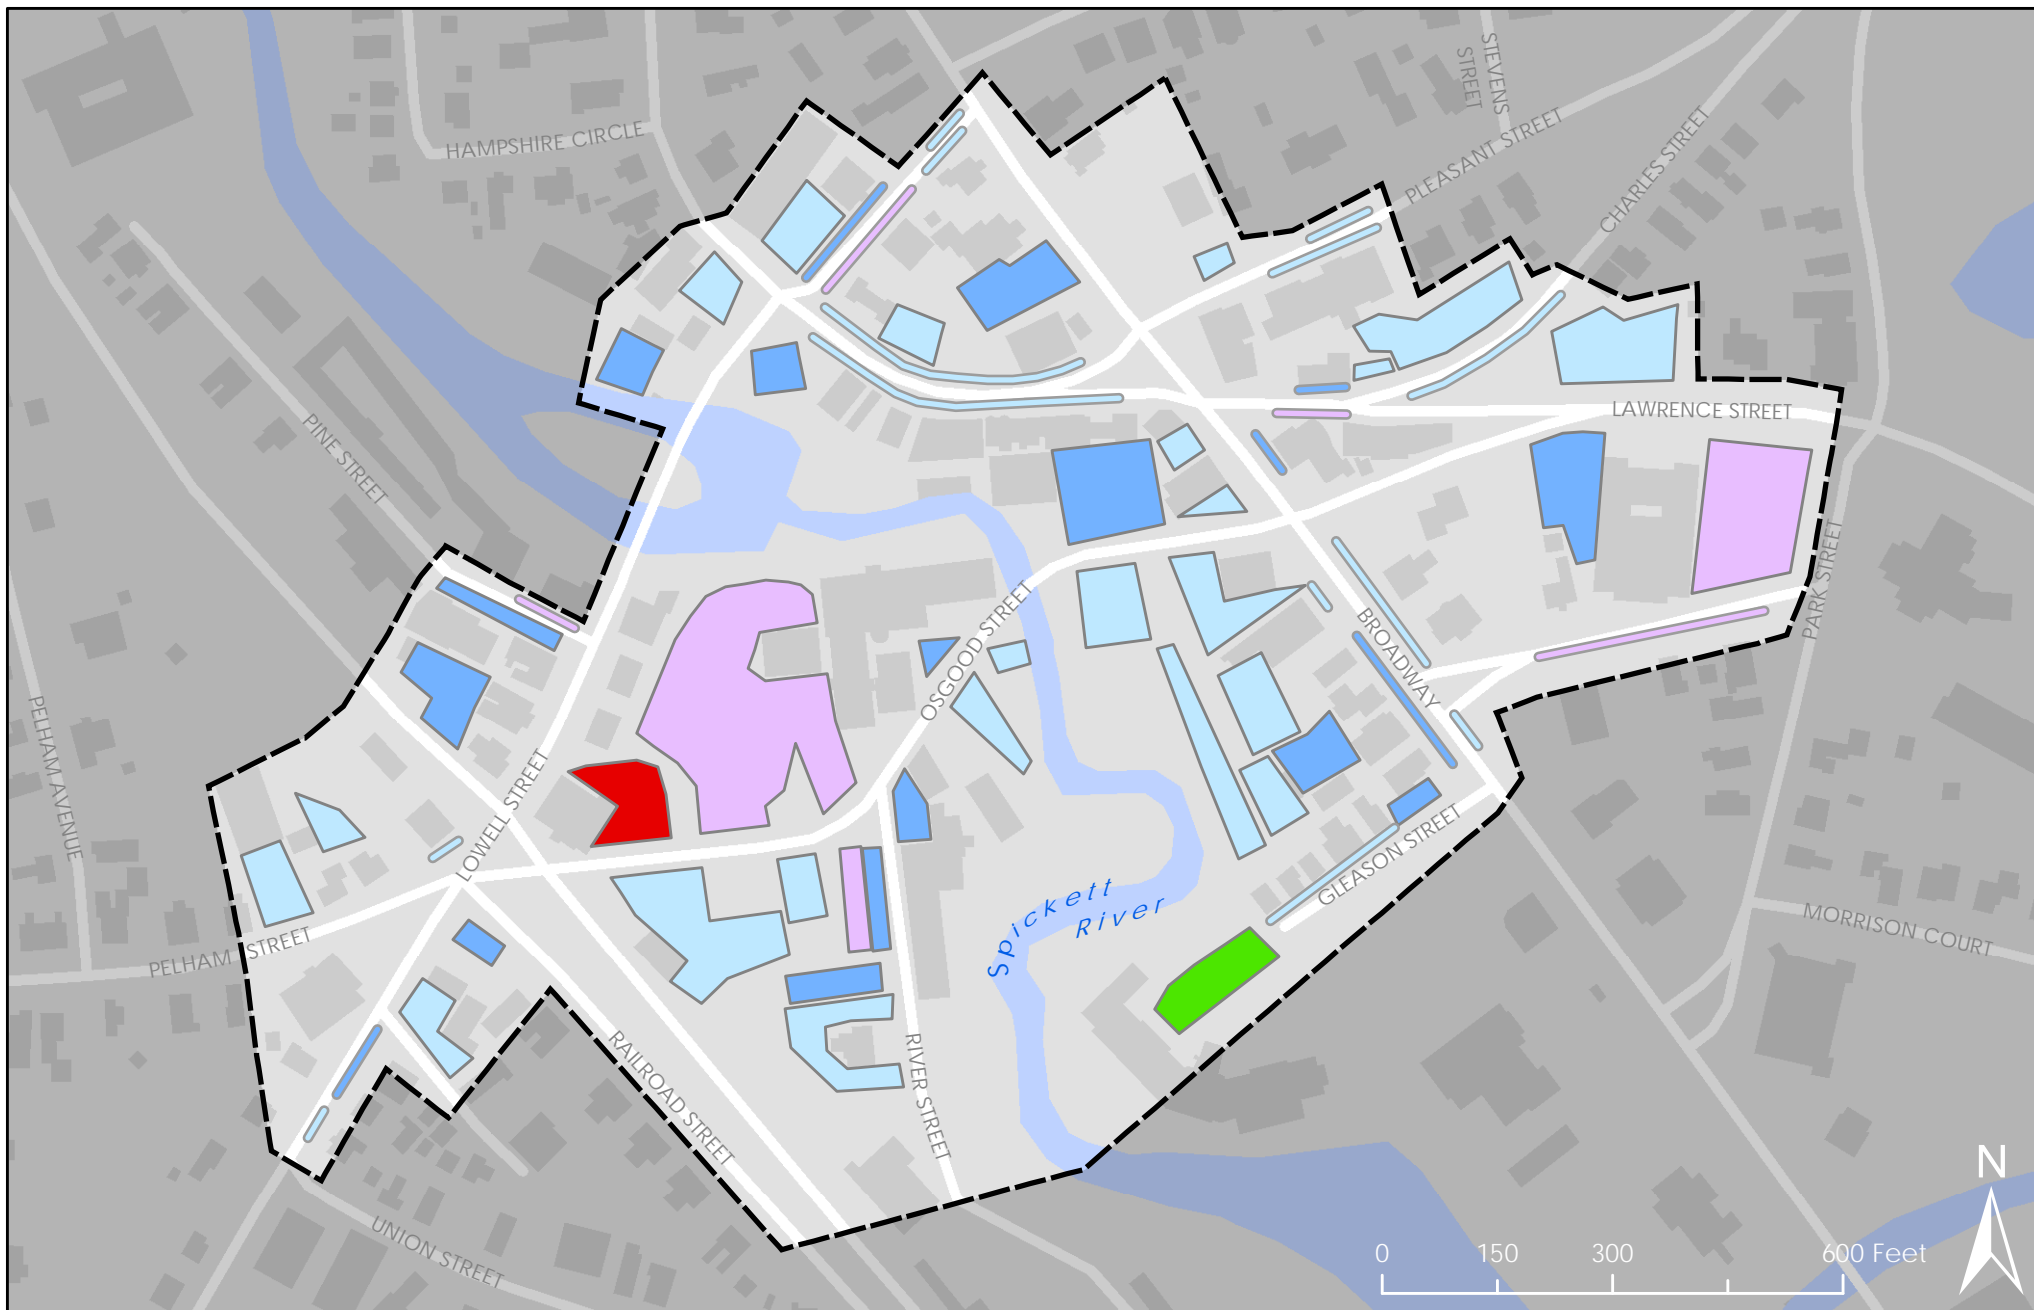 STEVENS
STREET
HAMPSHIRE CIRCLE
PLEASANT STREET
CHARLES STREET
PINE STREET
LAWRENCE STREET
PARK STREET
OSGOOD STREET
BROADWAY
PELHAM AVENUE
LOWELL STREET
GLEASON STREET
PELHAM STREET
Spickett
River
MORRISON COURT
RAILROAD STREET
RIVER STREET
UNION STREET
N
0 150 300 600 Feet